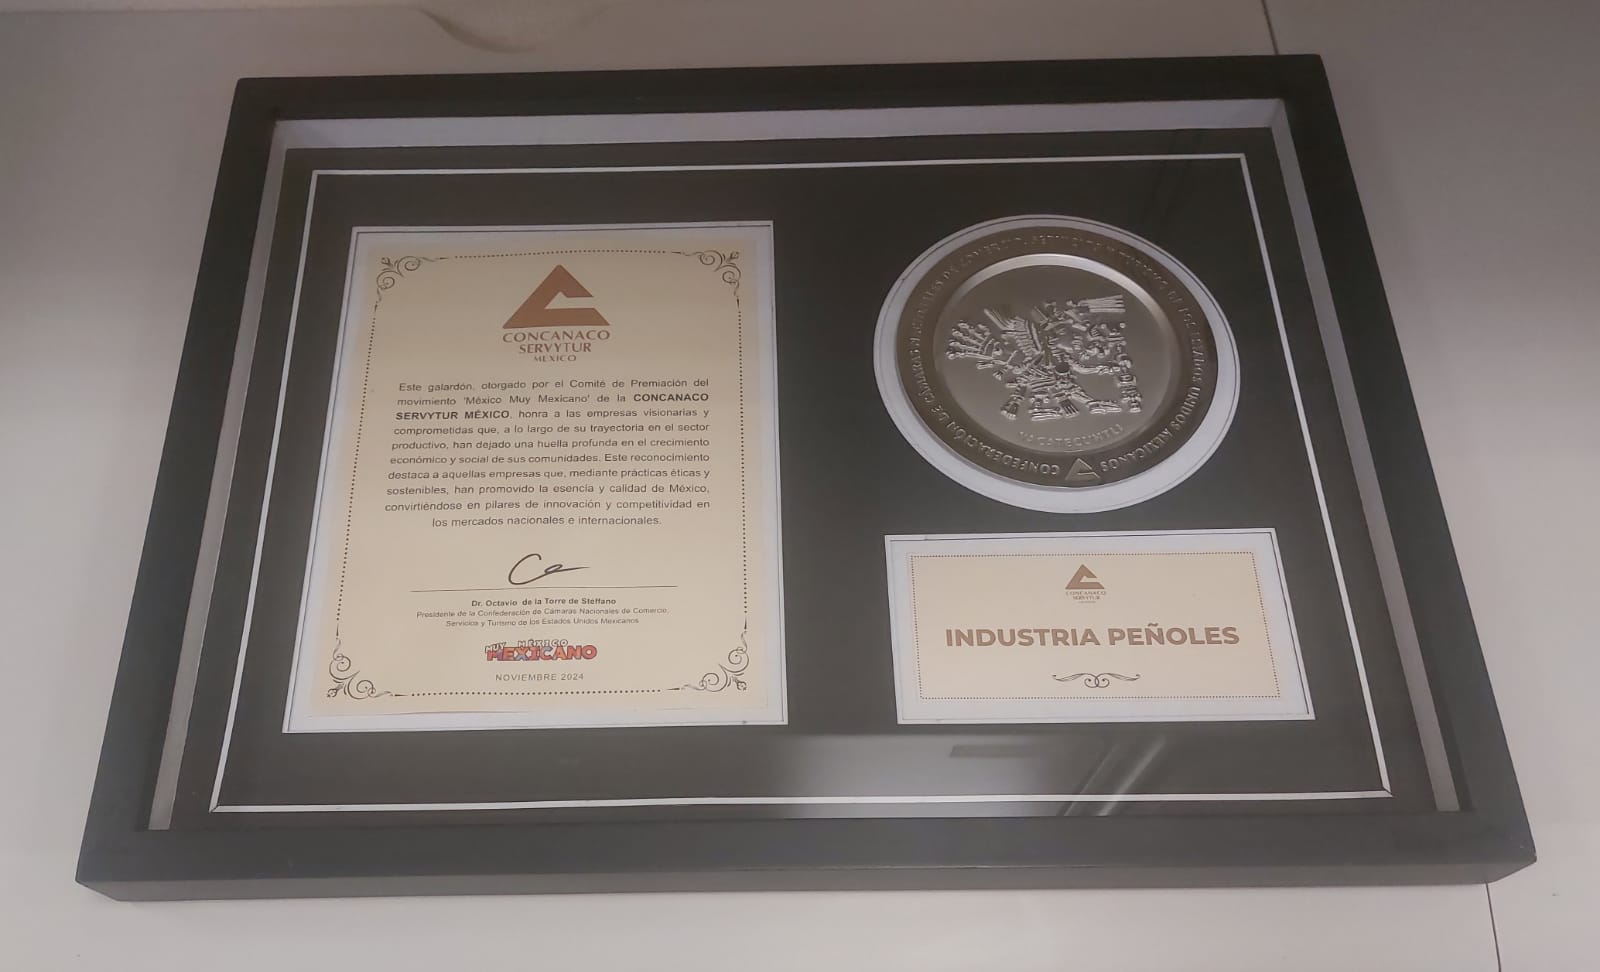 CONCANACO
SERVYTUR
MÉXICO
Este galardón, otorgado por el Comité de Premiación del
movimiento 'México Muy Mexicano' de la CONCANACO
SERVYTUR MÉXICO, honra a las empresas visionarias y
comprometidas que, a lo largo de su trayectoria en el sector
productivo, han dejado una huella profunda en el crecimiento
económico y social de sus comunidades. Este reconocimiento
destaca a aquellas empresas que, mediante prácticas éticas y
sostenibles, han promovido la esencia y calidad de México,
convirtiéndose en pilares de innovación y competitividad en
los mercados nacionales e internacionales.
Dr. Octavio de la Torre de Steffano
Presidente de la Confederación de Cámaras Nacionales de Comercio,
Servicios y Turismo de los Estados Unidos Mexicanos
MÉXICO
MUY
MEXICANO
NOVIEMBRE 2024
CONFEDERACIÓN DE CÁMARAS NACIONALES DE COMERCIO, SERVICIOS Y TURISMO DE LOS ESTADOS UNIDOS MEXICANOS
YACATECUHTLI
CONCANACO
SERVYTUR
INDUSTRIA PEÑOLES